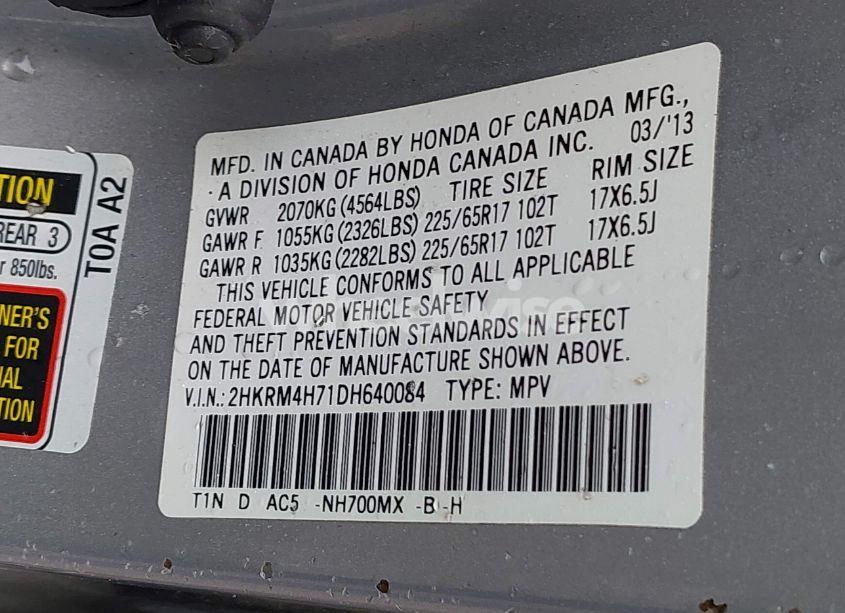 MFD. IN CANADA BY HONDA OF CANADA MFG.,
· A DIVISION OF HONDA CANADA INC. 03/'13
GVWR 2070KG (4564LBS) TIRE SIZE RIM SIZE
GAWR F 1055KG (2326LBS) 225/65R17 102T 17X6.5J
GAWR R 1035KG (2282LBS) 225/65R17 102T 17X6.5J
THIS VEHICLE CONFORMS TO ALL APPLICABLE
FEDERAL MOTOR VEHICLE SAFETY
AND THEFT PREVENTION STANDARDS IN EFFECT
ON THE DATE OF MANUFACTURE SHOWN ABOVE.
V.I.N.: 2HKRM4H71DH640084 TYPE: MPV
T1N D AC5 -NH700MX -B -H
TION
REAR 3
r 850lbs.
NER'S
FOR
AL
TION
T0A A2